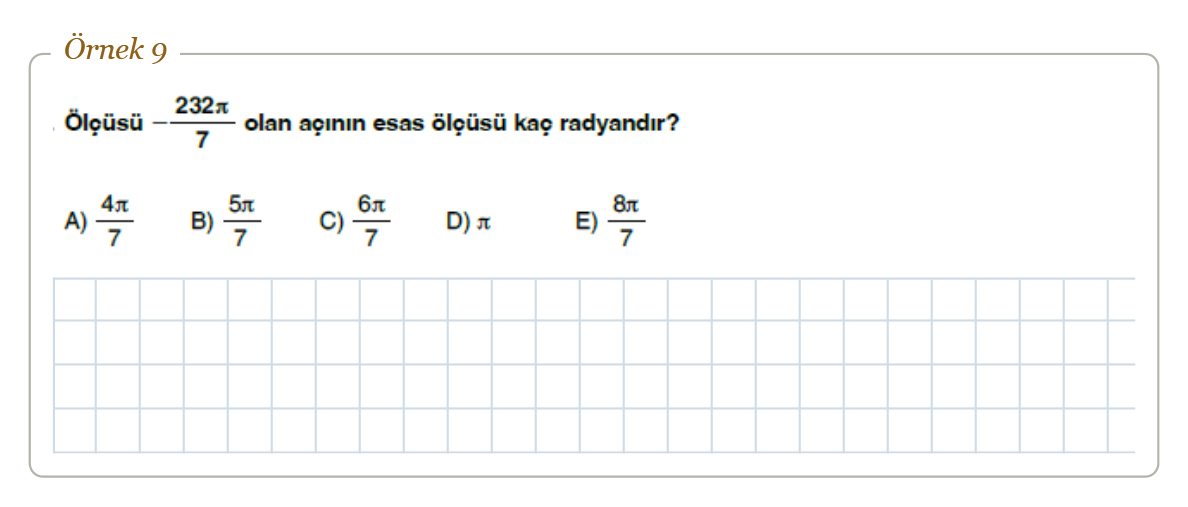 Örnek 9
Ölçüsü −232π/7 olan açının esas ölçüsü kaç radyandır?
A) 4π/7 B) 5π/7 C) 6π/7 D) π E) 8π/7